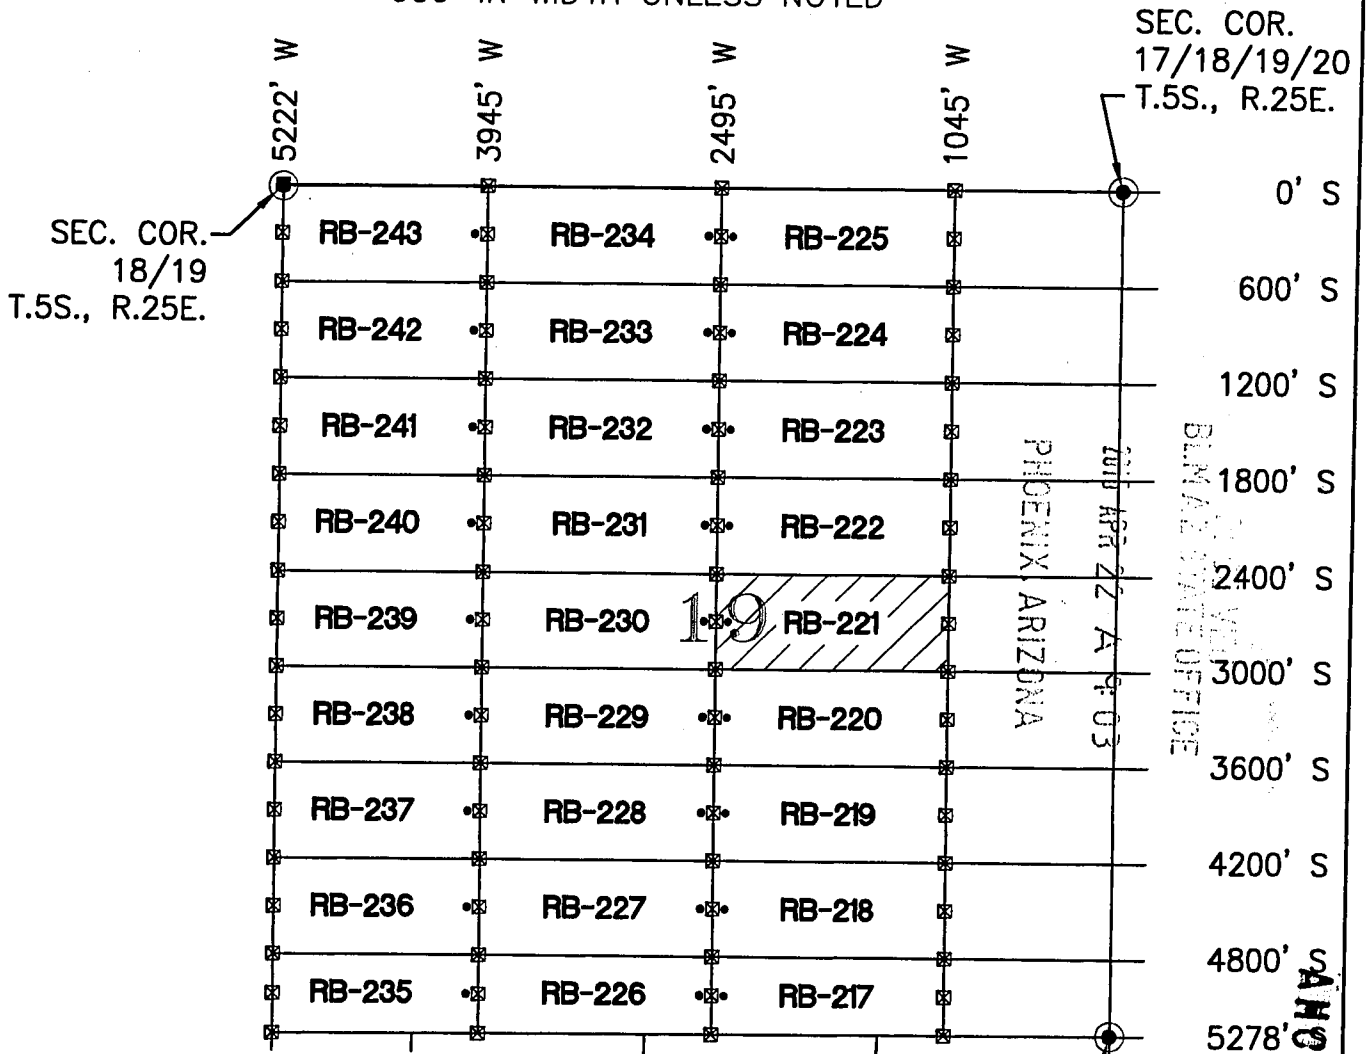 5222' W
3945' W
2495' W
1045' W
SEC. COR.
17/18/19/20
T.5S., R.25E.
SEC. COR.
18/19
T.5S., R.25E.
0' S
RB-243 RB-234 RB-225
600' S
RB-242 RB-233 RB-224
1200' S
RB-241 RB-232 RB-223
1800' S
RB-240 RB-231 RB-222
2400' S
RB-239 RB-230 19 RB-221
3000' S
RB-238 RB-229 RB-220
3600' S
RB-237 RB-228 RB-219
4200' S
RB-236 RB-227 RB-218
4800' S
RB-235 RB-226 RB-217
5278' S
STATE OFFICE
APR 22 A
PHOENIX, ARIZONA